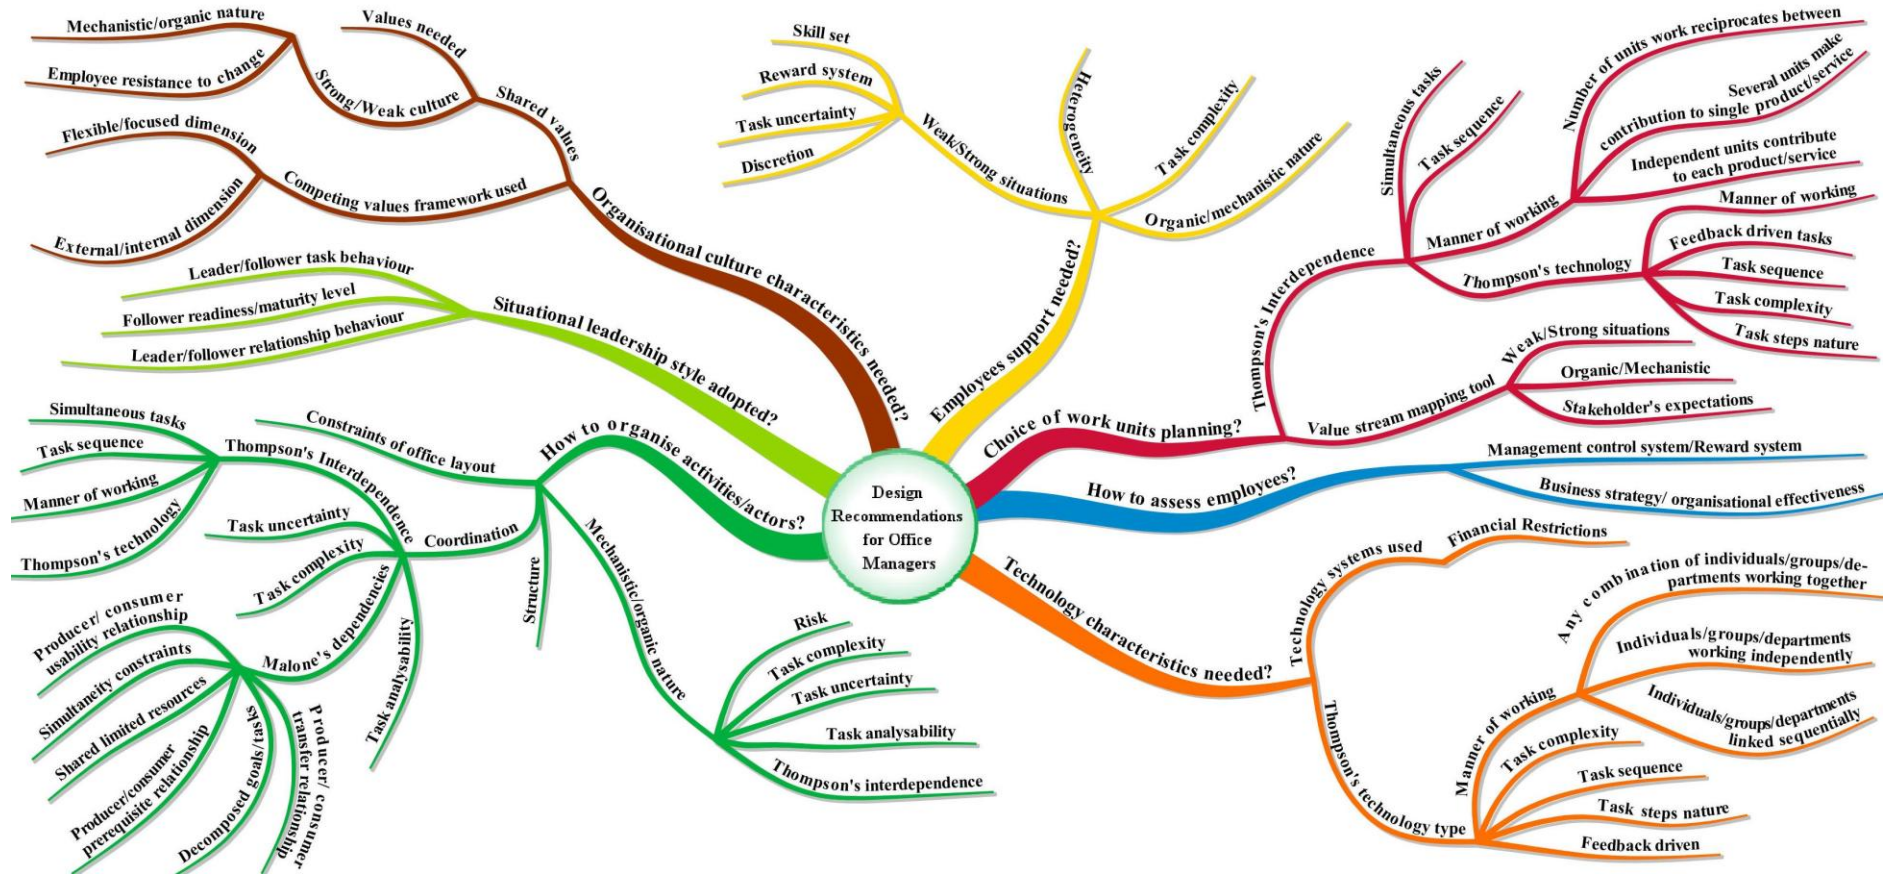 Design
Recommendations
for Office
Managers
Organisational culture characteristics needed?
Shared values
Values needed
Strong/Weak culture
Mechanistic/organic nature
Employee resistance to change
Competing values framework used
Flexible/focused dimension
External/internal dimension
Situational leadership style adopted?
Leader/follower task behaviour
Follower readiness/maturity level
Leader/follower relationship behaviour
How to organise activities/actors?
Constraints of office layout
Coordination
Thompson's Interdependence
Simultaneous tasks
Task sequence
Manner of working
Thompson's technology
Task uncertainty
Task complexity
Malone's dependencies
Producer/ consumer
usability relationship
Simultaneity constraints
Shared limited resources
Producer/consumer
prerequisite relationship
Decomposed goals/tasks
Producer/ consumer
transfer relationship
Task analysability
Structure
Mechanistic/organic nature
Risk
Task complexity
Task uncertainty
Task analysability
Thompson's interdependence
Employees support needed?
Weak/Strong situations
Skill set
Reward system
Task uncertainty
Discretion
Heterogeneity
Task complexity
Organic/mechanistic nature
Choice of work units planning?
Thompson's Interdependence
Simultaneous tasks
Task sequence
Manner of working
Number of units work reciprocates between
Several units make
contribution to single product/service
Independent units contribute
to each product/service
Thompson's technology
Manner of working
Feedback driven tasks
Task sequence
Task complexity
Task steps nature
Value stream mapping tool
Weak/Strong situations
Organic/Mechanistic
Stakeholder's expectations
How to assess employees?
Management control system/Reward system
Business strategy/ organisational effectiveness
Technology characteristics needed?
Technology systems used
Financial Restrictions
Thompson's technology type
Manner of working
Any combination of individuals/groups/de-
partments working together
Individuals/groups/departments
working independently
Individuals/groups/departments
linked sequentially
Task complexity
Task sequence
Task steps nature
Feedback driven